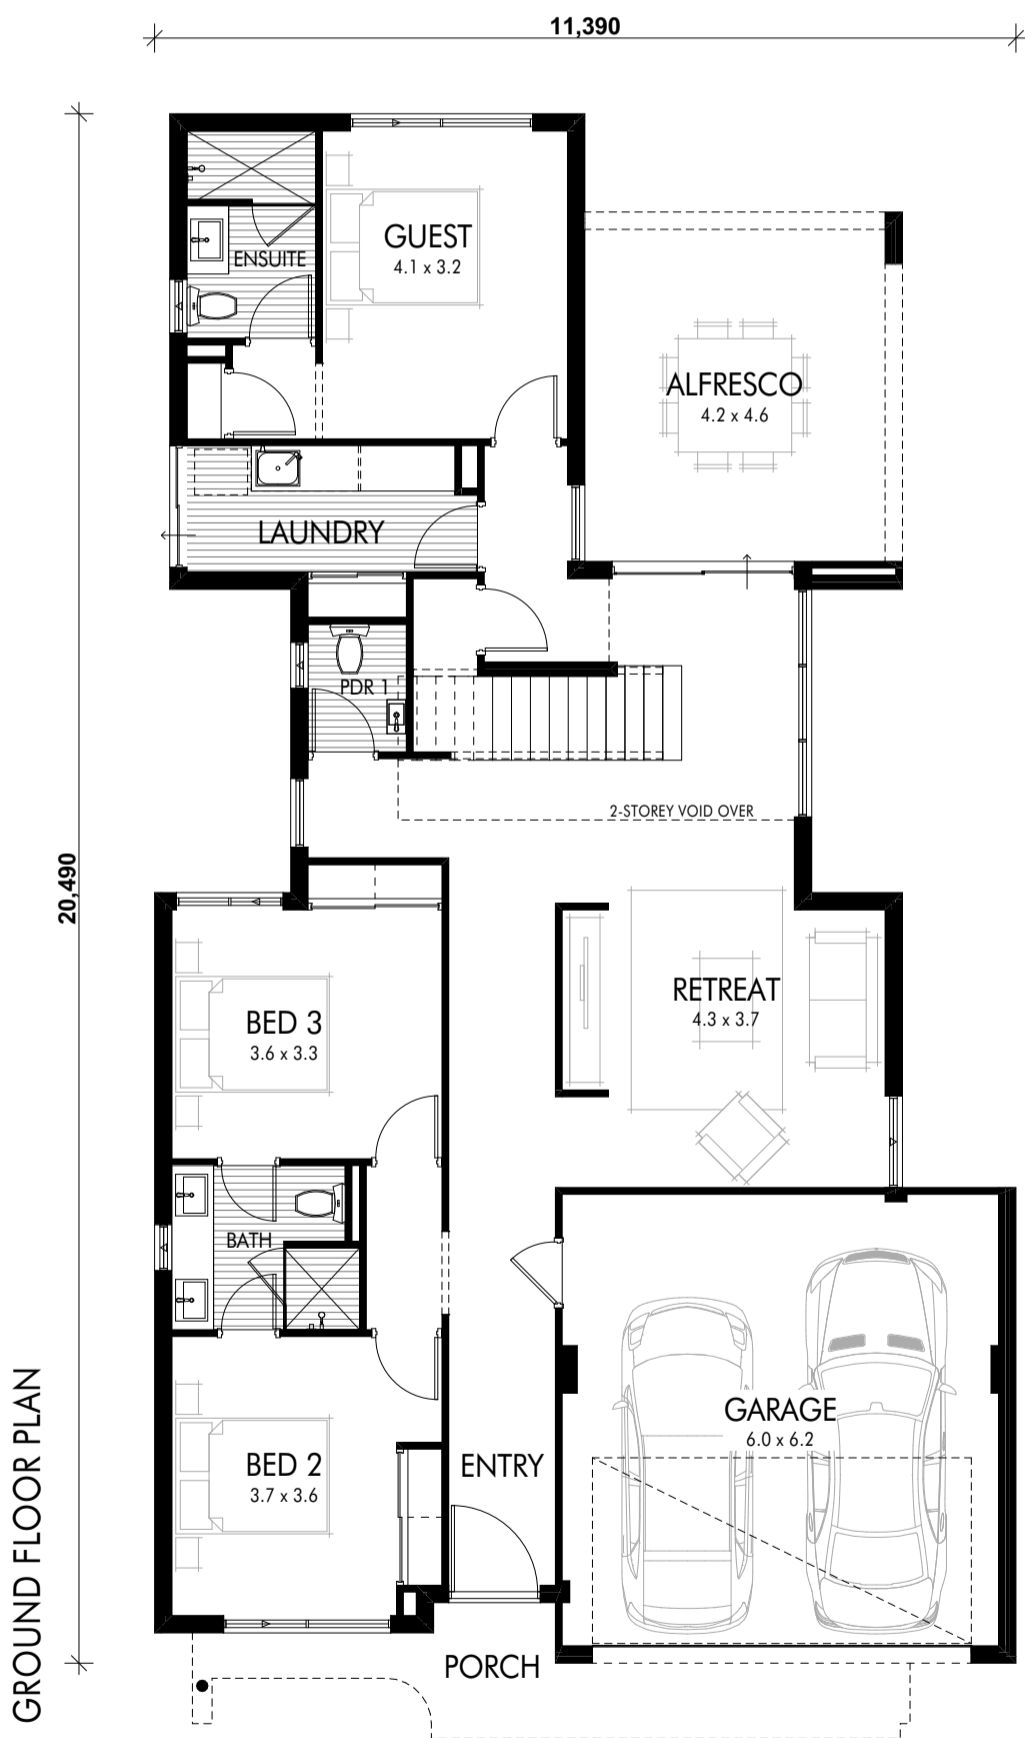 11,390
20,490
GUEST
4.1 x 3.2
ENSUITE
ALFRESCO
4.2 x 4.6
LAUNDRY
PDR 1
2-STOREY VOID OVER
RETREAT
4.3 x 3.7
BED 3
3.6 x 3.3
BATH
GARAGE
6.0 x 6.2
BED 2
3.7 x 3.6
ENTRY
PORCH
GROUND FLOOR PLAN